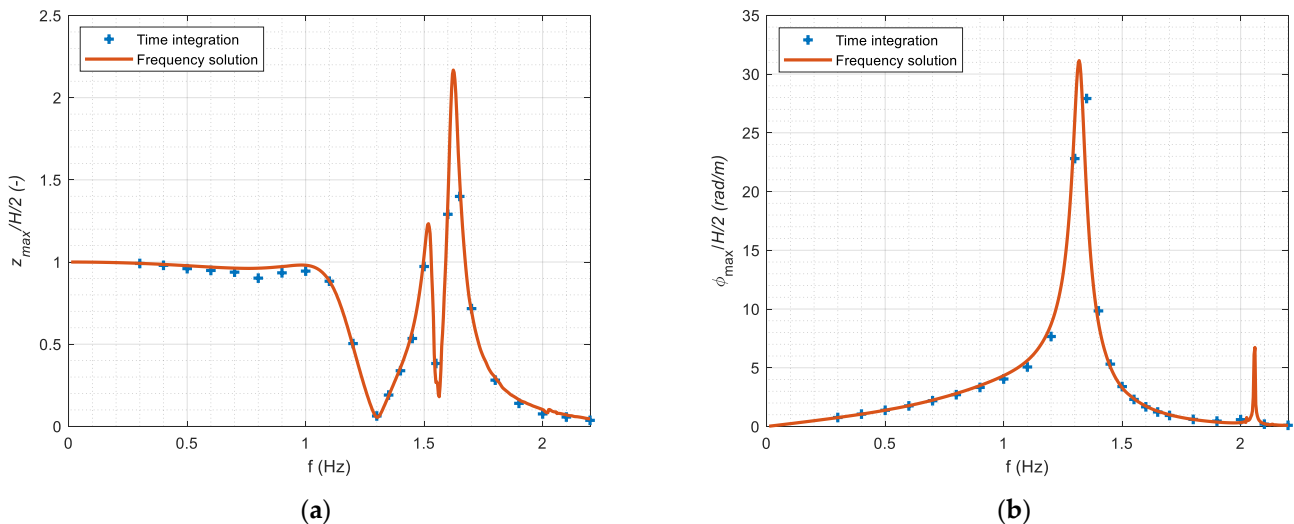 2.5
2
1.5
1
0.5
0
z_max/H/2 (-)
Time integration
Frequency solution
0 0.5 1 1.5 2
f (Hz)
(a)
35
30
25
20
15
10
5
0
ϕ_max/H/2 (rad/m)
Time integration
Frequency solution
0 0.5 1 1.5 2
f (Hz)
(b)